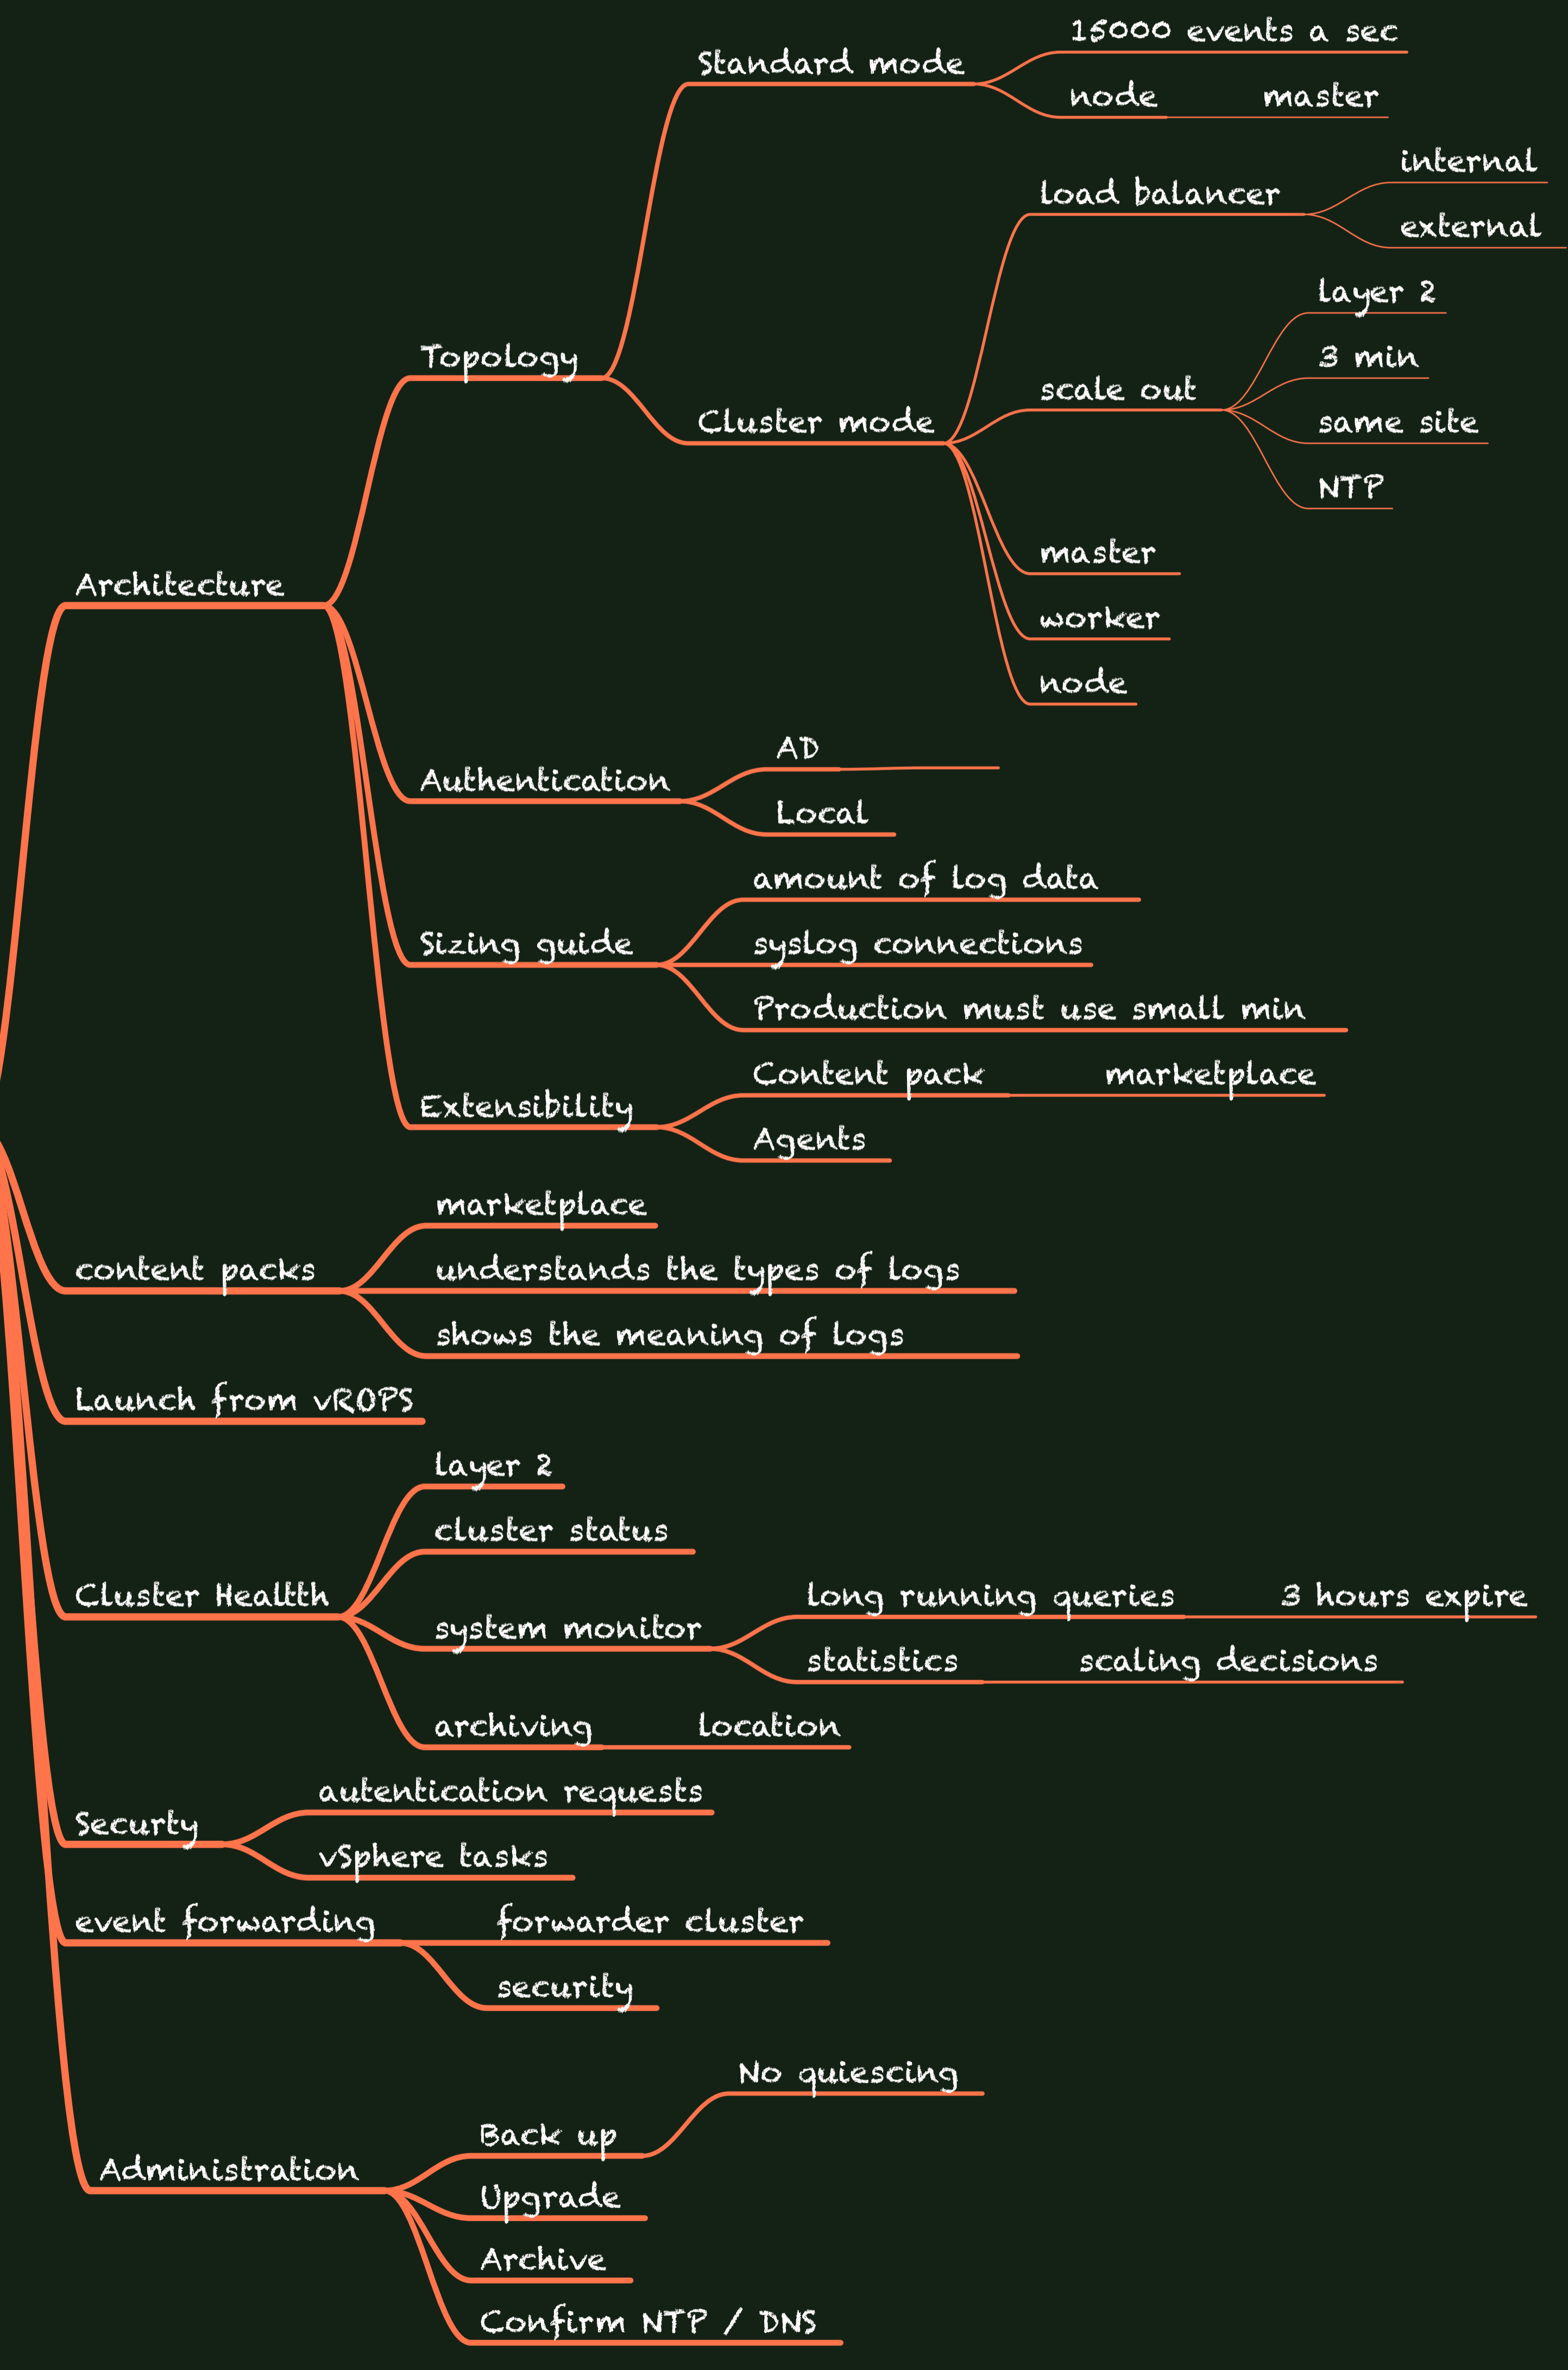 15000 events a sec
Standard mode
node master
internal
load balancer
external
layer 2
Topology
3 min
scale out
Cluster mode
same site
NTP
master
Architecture
worker
node
AD
Authentication
Local
amount of log data
Sizing guide
syslog connections
Production must use small min
Content pack marketplace
Extensibility
Agents
marketplace
content packs
understands the types of logs
shows the meaning of logs
Launch from vROPS
layer 2
cluster status
Cluster Healtth
long running queries 3 hours expire
system monitor
statistics scaling decisions
archiving location
autentication requests
Securty
vSphere tasks
event forwarding forwarder cluster
security
No quiescing
Back up
Administration
Upgrade
Archive
Confirm NTP / DNS